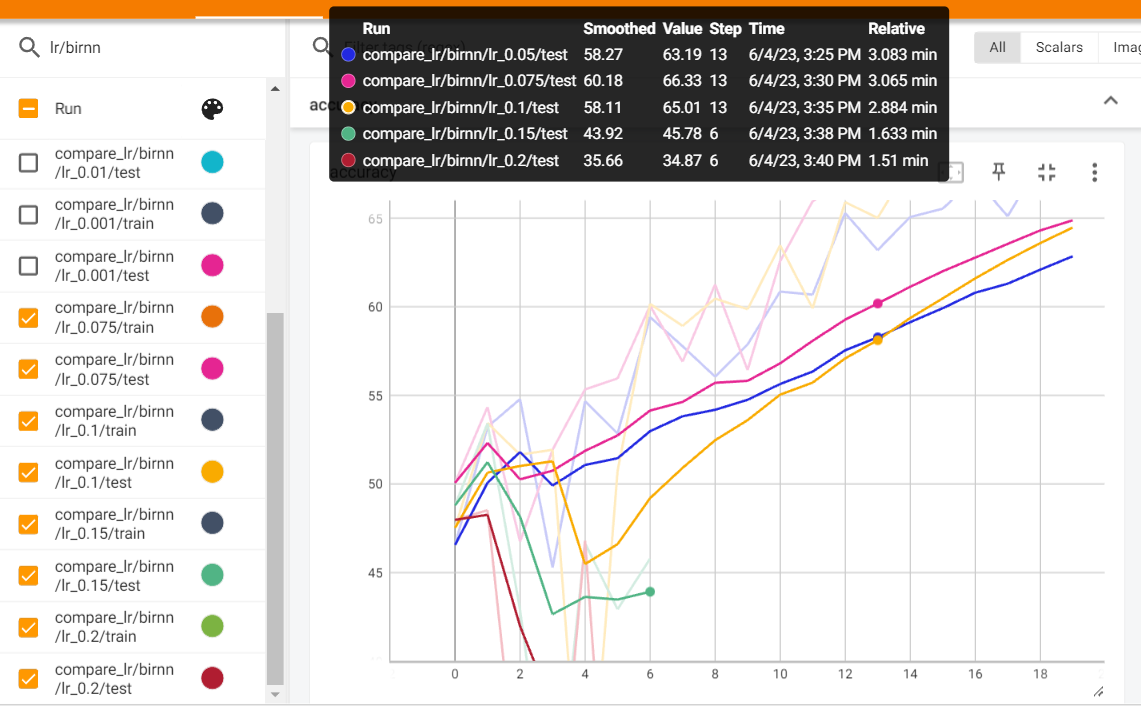 lr/birnn
Run
compare_lr/birnn
/lr_0.01/test
compare_lr/birnn
/lr_0.001/train
compare_lr/birnn
/lr_0.001/test
compare_lr/birnn
/lr_0.075/train
compare_lr/birnn
/lr_0.075/test
compare_lr/birnn
/lr_0.1/train
compare_lr/birnn
/lr_0.1/test
compare_lr/birnn
/lr_0.15/train
compare_lr/birnn
/lr_0.15/test
compare_lr/birnn
/lr_0.2/train
compare_lr/birnn
/lr_0.2/test
Run Smoothed Value Step Time Relative
compare_lr/birnn/lr_0.05/test 58.27 63.19 13 6/4/23, 3:25 PM 3.083 min
compare_lr/birnn/lr_0.075/test 60.18 66.33 13 6/4/23, 3:30 PM 3.065 min
compare_lr/birnn/lr_0.1/test 58.11 65.01 13 6/4/23, 3:35 PM 2.884 min
compare_lr/birnn/lr_0.15/test 43.92 45.78 6 6/4/23, 3:38 PM 1.633 min
compare_lr/birnn/lr_0.2/test 35.66 34.87 6 6/4/23, 3:40 PM 1.51 min
All Scalars Imag
accuracy
65
60
55
50
45
0 2 4 6 8 10 12 14 16 18